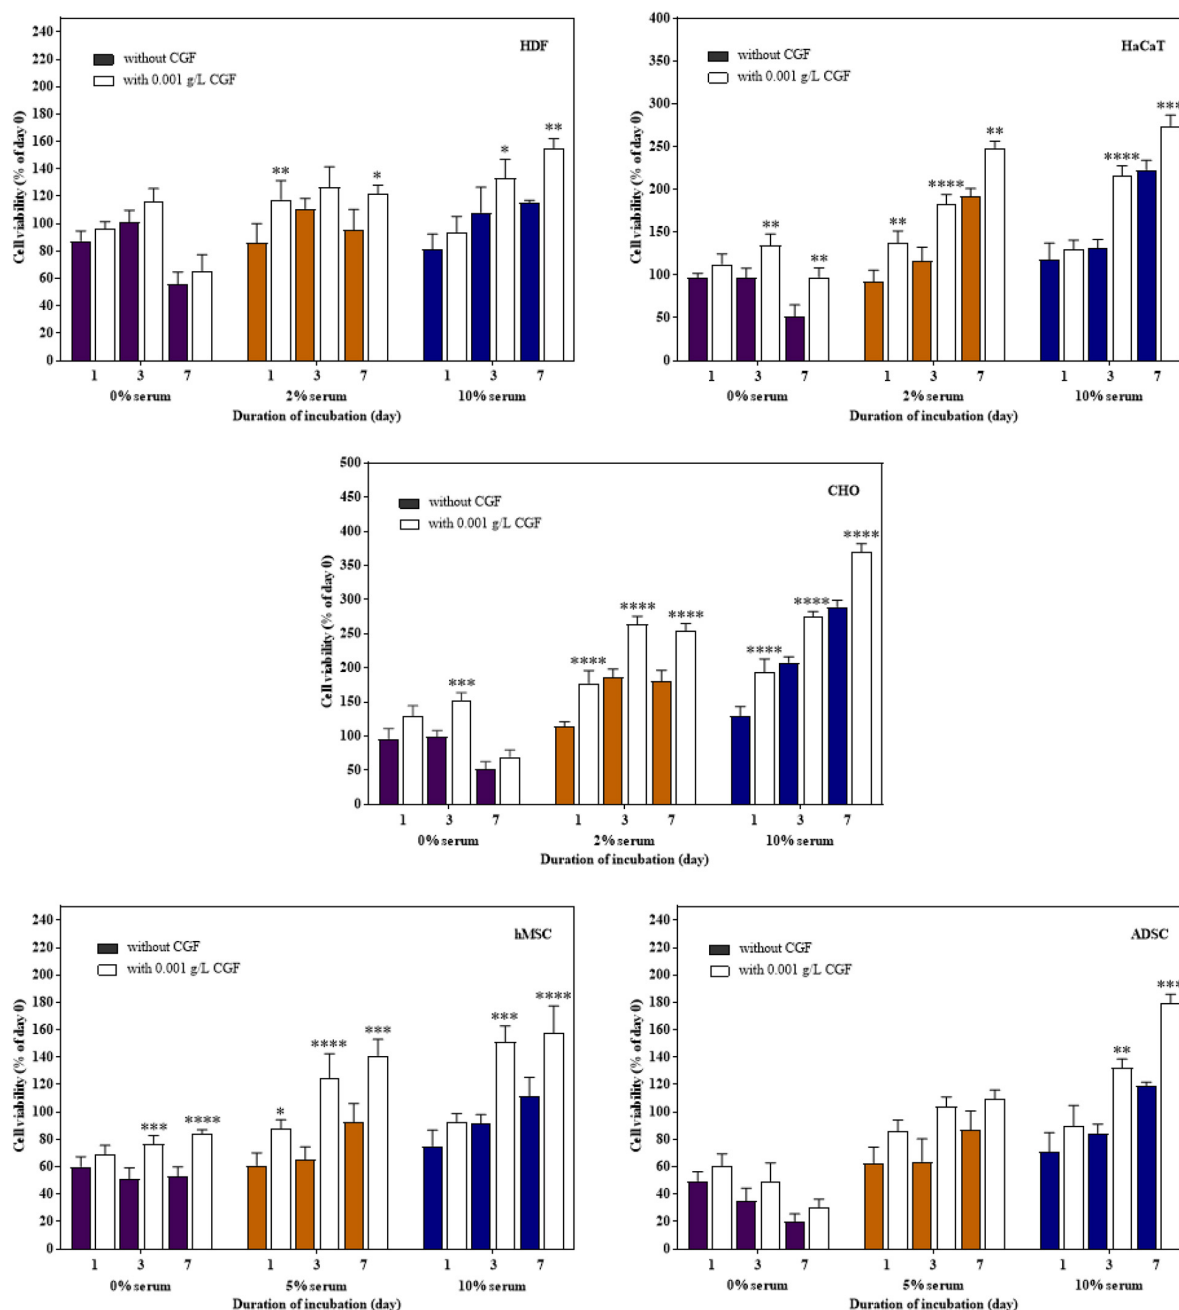 HDF
without CGF
with 0.001 g/L CGF
Cell viability (% of day 0)
240
220
200
180
160
140
120
100
80
60
40
20
0
** * * **
1 3 7 1 3 7 1 3 7
0% serum 2% serum 10% serum
Duration of incubation (day)
HaCaT
without CGF
with 0.001 g/L CGF
Cell viability (% of day 0)
400
350
300
250
200
150
100
50
0
** ** ** **** ** **** ***
1 3 7 1 3 7 1 3 7
0% serum 2% serum 10% serum
Duration of incubation (day)
CHO
without CGF
with 0.001 g/L CGF
Cell viability (% of day 0)
500
450
400
350
300
250
200
150
100
50
0
*** **** **** **** **** **** ****
1 3 7 1 3 7 1 3 7
0% serum 2% serum 10% serum
Duration of incubation (day)
hMSC
without CGF
with 0.001 g/L CGF
Cell viability (% of day 0)
240
220
200
180
160
140
120
100
80
60
40
20
0
*** **** * **** *** *** ****
1 3 7 1 3 7 1 3 7
0% serum 5% serum 10% serum
Duration of incubation (day)
ADSC
without CGF
with 0.001 g/L CGF
Cell viability (% of day 0)
240
220
200
180
160
140
120
100
80
60
40
20
0
** ***
1 3 7 1 3 7 1 3 7
0% serum 5% serum 10% serum
Duration of incubation (day)